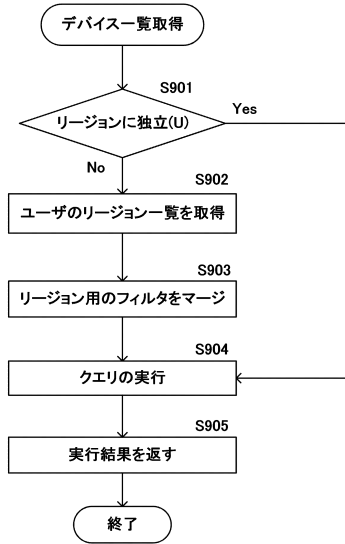 デバイス一覧取得
S901
リージョンに独立(U)
Yes
No
S902
ユーザのリージョン一覧を取得
S903
リージョン用のフィルタをマージ
S904
クエリの実行
S905
実行結果を返す
終了